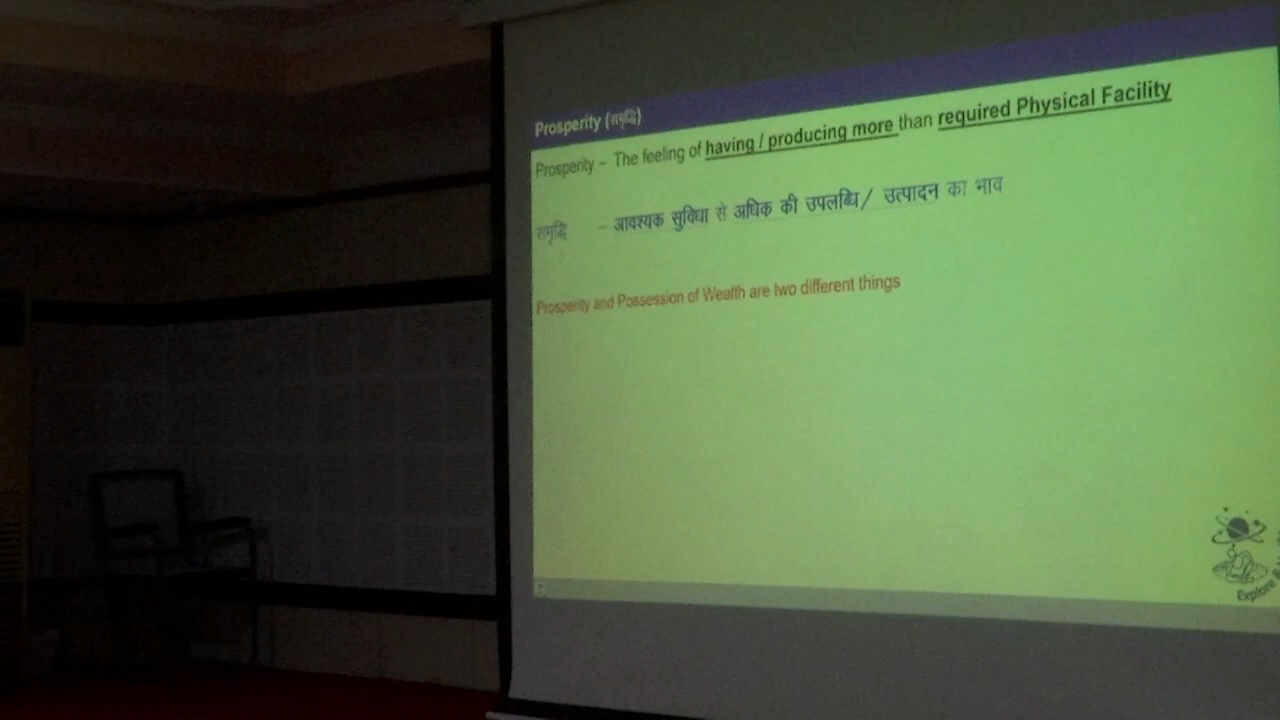 Prosperity (समृद्धि)
Prosperity – The feeling of having / producing more than required Physical Facility
समृद्धि – आवश्यक सुविधा से अधिक की उपलब्धि/ उत्पादन का भाव
Prosperity and Possession of Wealth are two different things
Explore